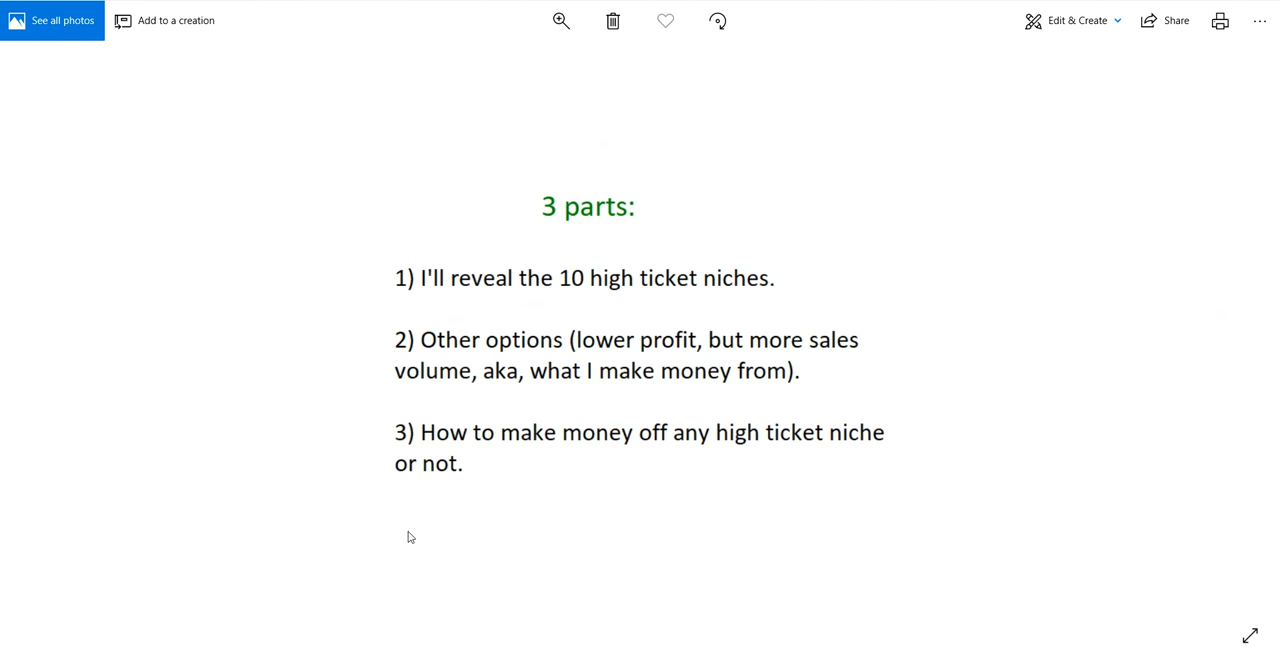 See all photos
Add to a creation
Edit & Create
Share
3 parts:
1) I'll reveal the 10 high ticket niches.
2) Other options (lower profit, but more sales
volume, aka, what I make money from).
3) How to make money off any high ticket niche
or not.